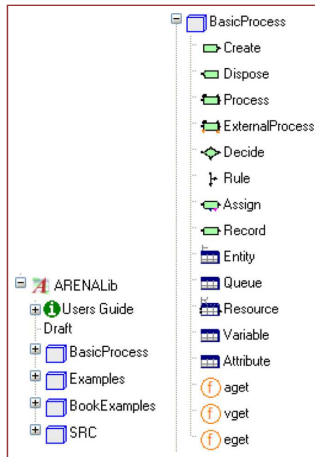 ARENALib
Users Guide
Draft
BasicProcess
Examples
BookExamples
SRC
BasicProcess
Create
Dispose
Process
ExternalProcess
Decide
Rule
Assign
Record
Entity
Queue
Resource
Variable
Attribute
f aget
f vget
f eget